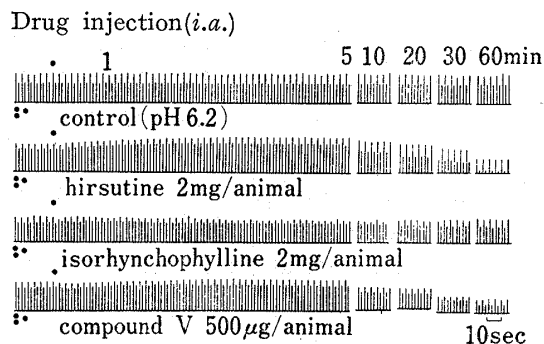 Drug injection(i.a.)
1 5 10 20 30 60min
control(pH 6.2)
hirsutine 2mg/animal
isorhynchophylline 2mg/animal
compound V 500μg/animal
10sec